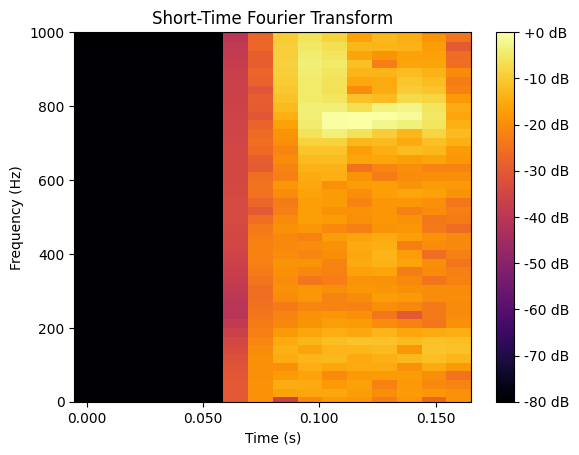 Short-Time Fourier Transform
1000
800
600
400
200
0
Frequency (Hz)
0.000
0.050
0.100
0.150
Time (s)
+0 dB
-10 dB
-20 dB
-30 dB
-40 dB
-50 dB
-60 dB
-70 dB
-80 dB